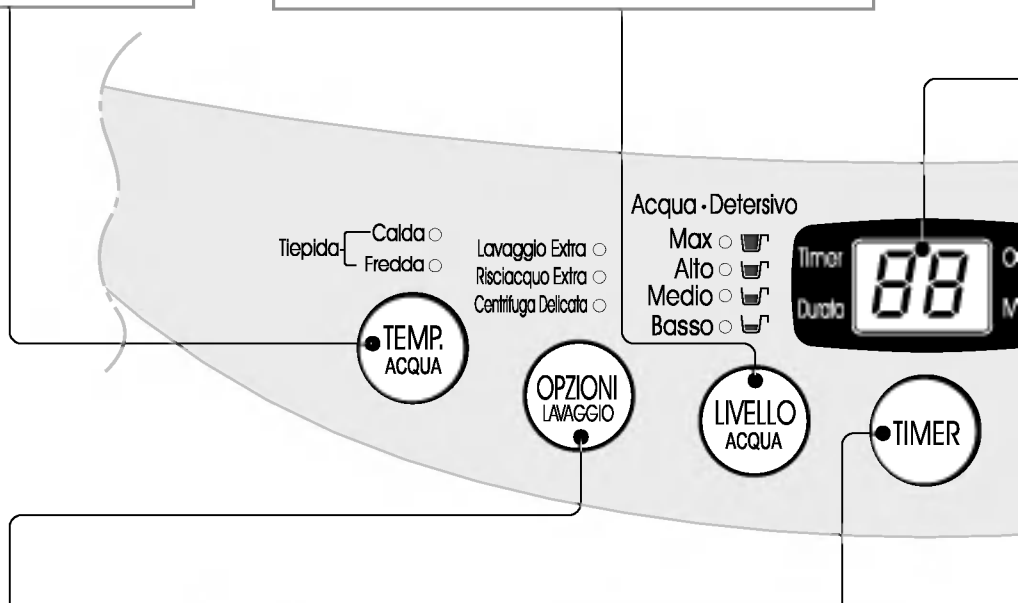 Acqua · Detersivo
Calda
Tiepida
Fredda
Lavaggio Extra
Risciacquo Extra
Centrifuga Delicata
Max
Alto
Medio
Basso
Timer
Durata
88
TEMP.
ACQUA
OPZIONI
LAVAGGIO
LIVELLO
ACQUA
TIMER